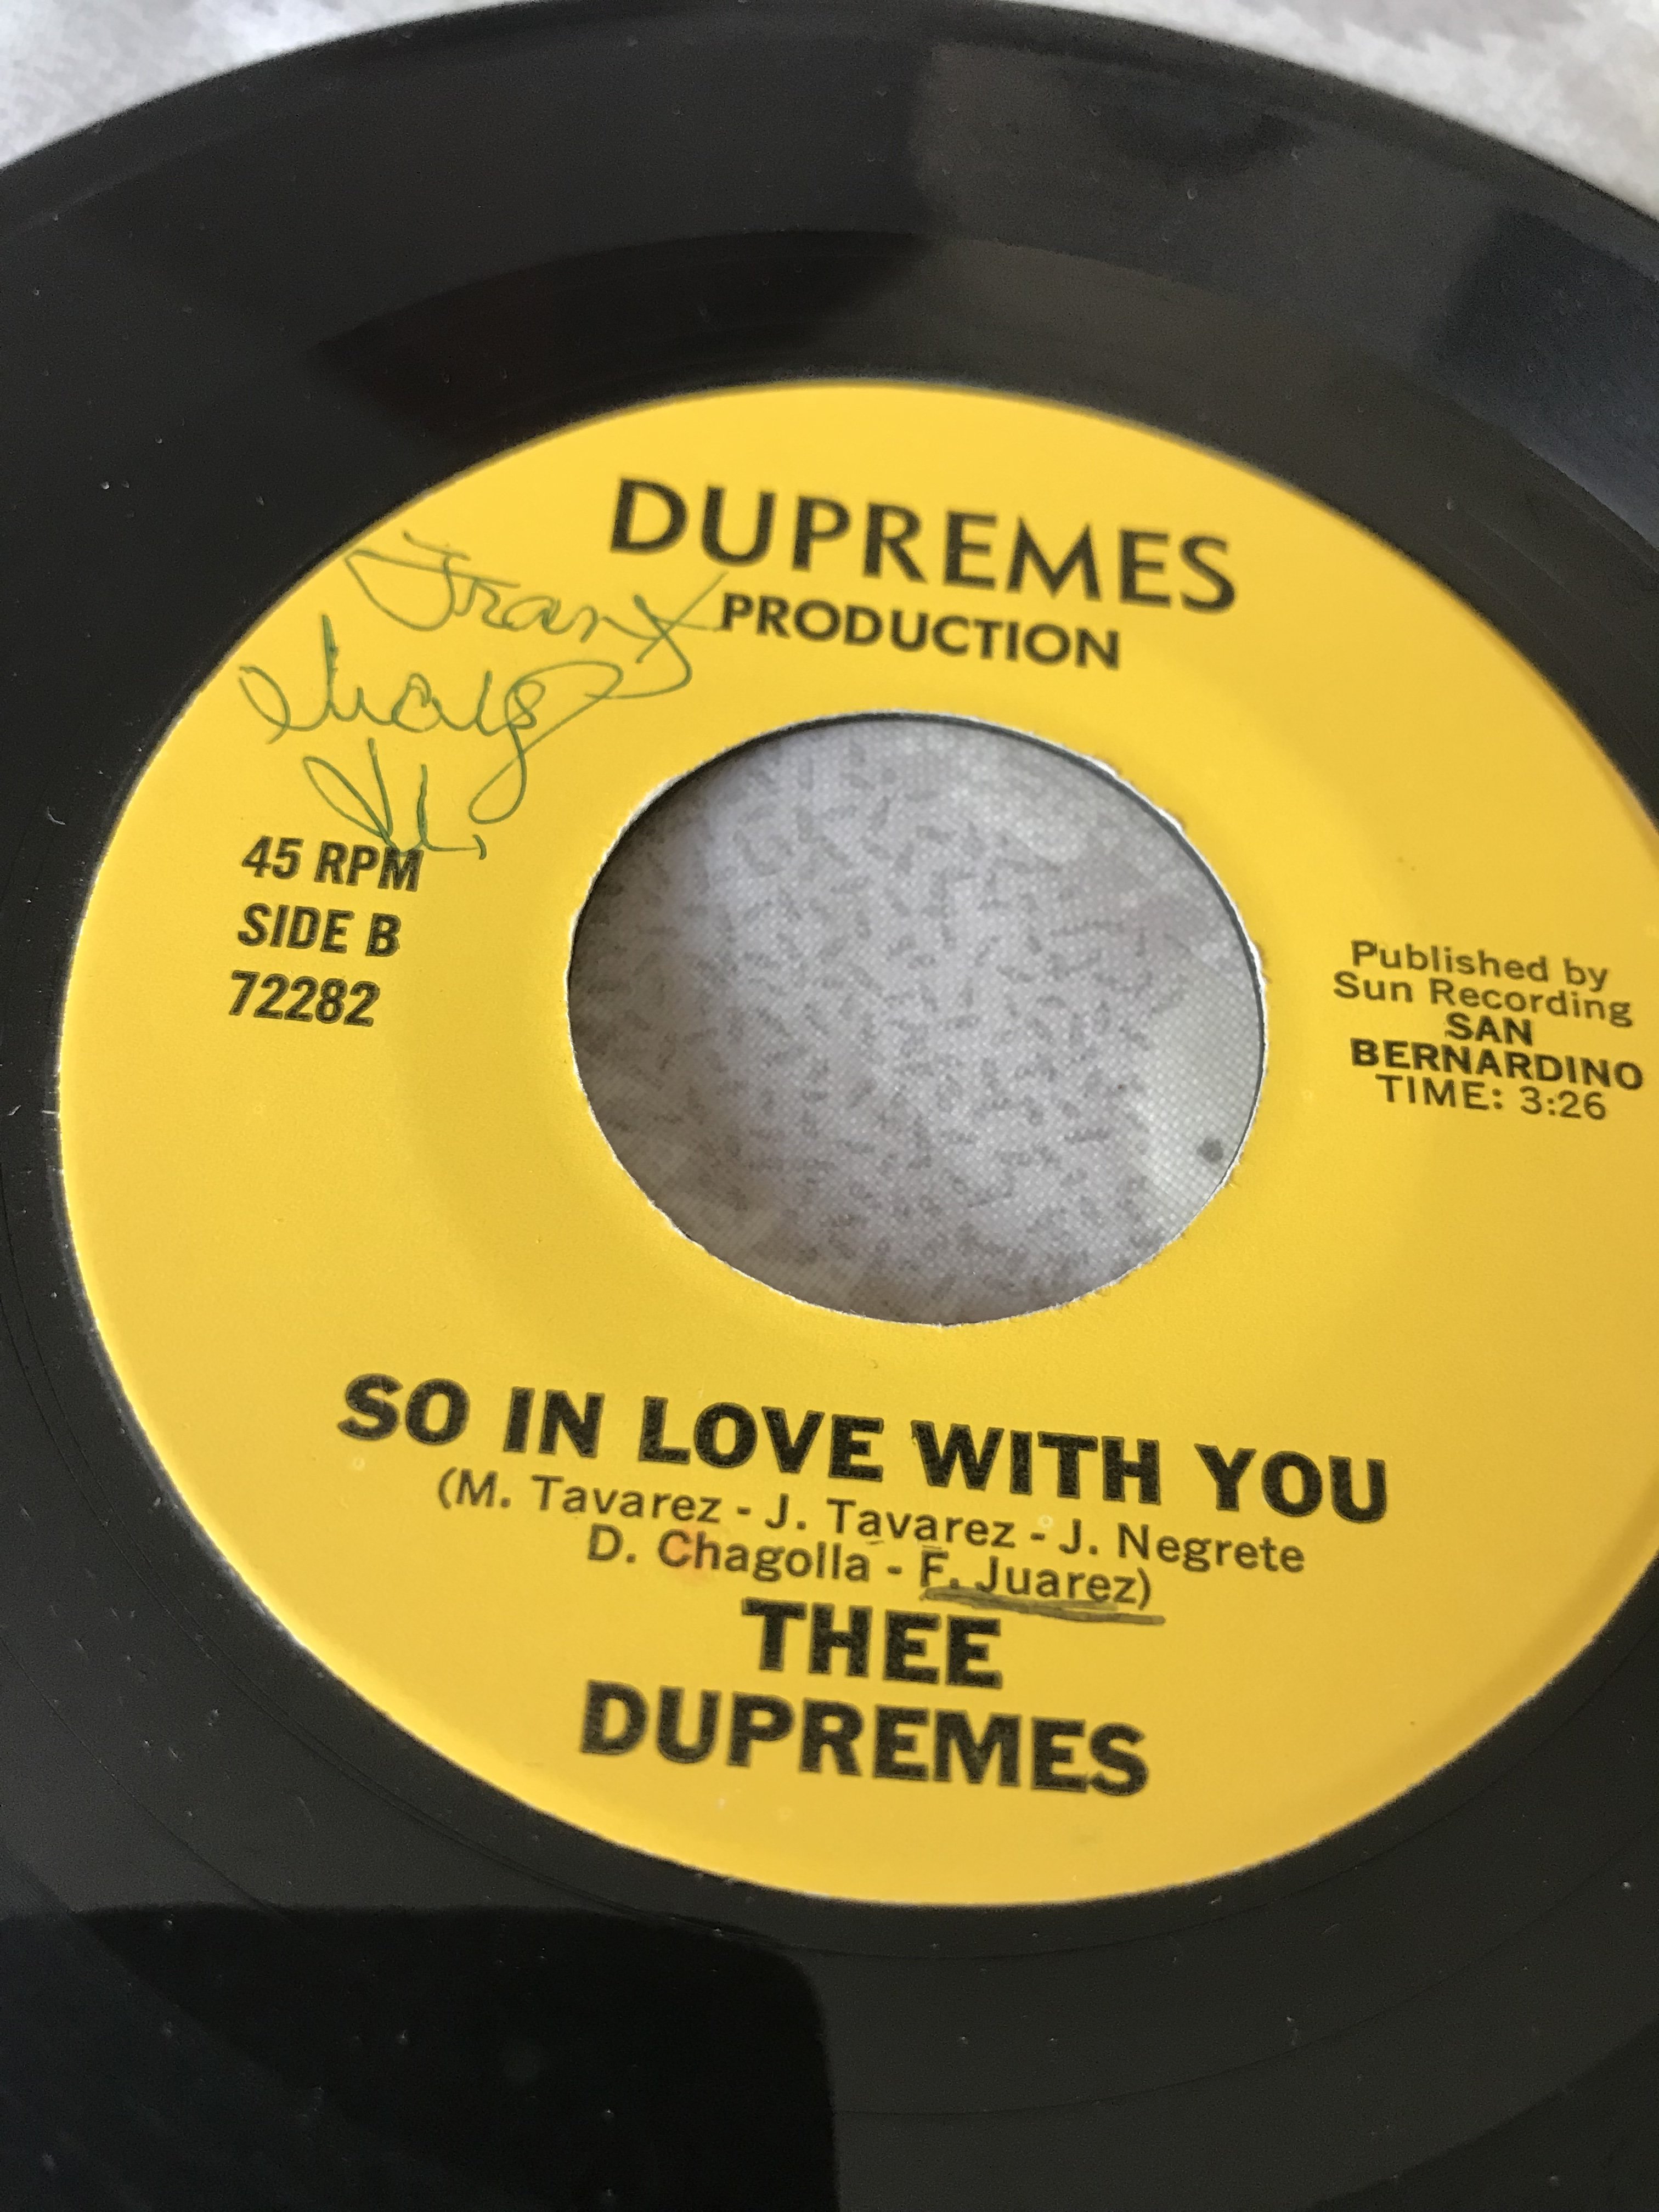 DUPREMES
PRODUCTION
Frank
45 RPM
SIDE B
72282
Published by
Sun Recording
SAN
BERNARDINO
TIME: 3:26
SO IN LOVE WITH YOU
(M. Tavarez - J. Tavarez - J. Negrete
D. Chagolla - F. Juarez)
THEE
DUPREMES